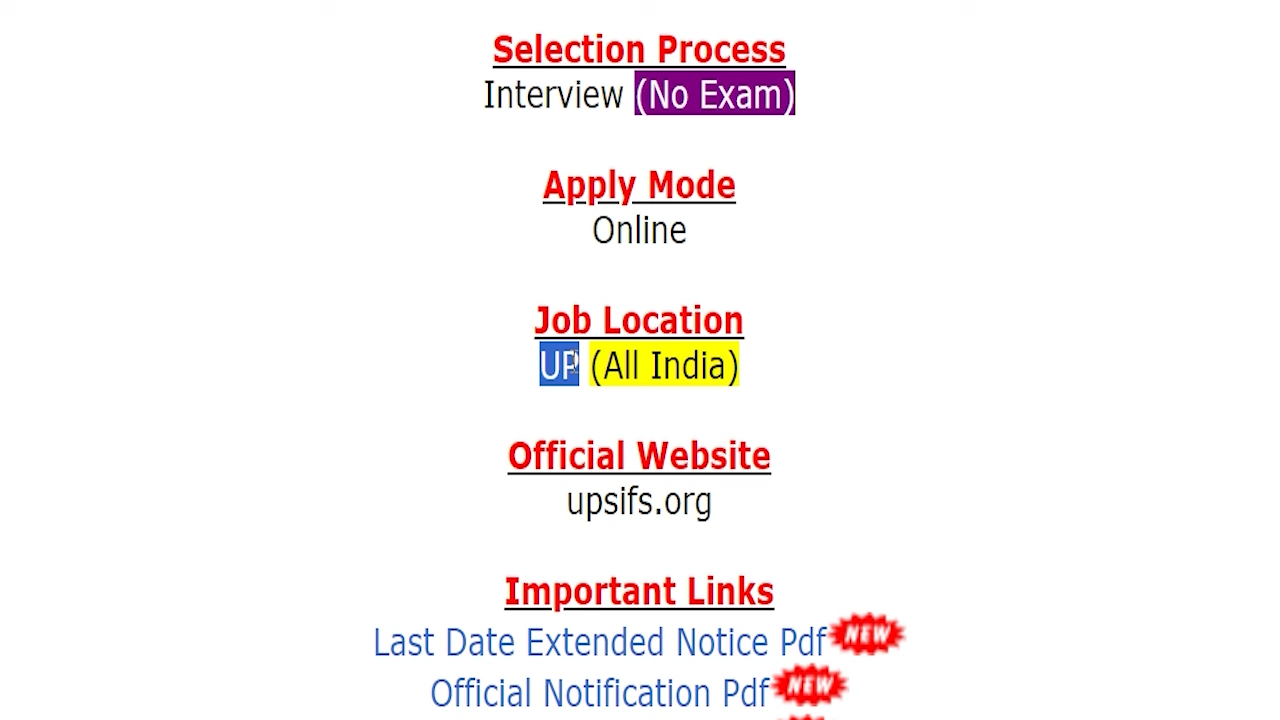 Selection Process
Interview (No Exam)
Apply Mode
Online
Job Location
UP (All India)
Official Website
upsifs.org
Important Links
Last Date Extended Notice Pdf NEW
Official Notification Pdf NEW